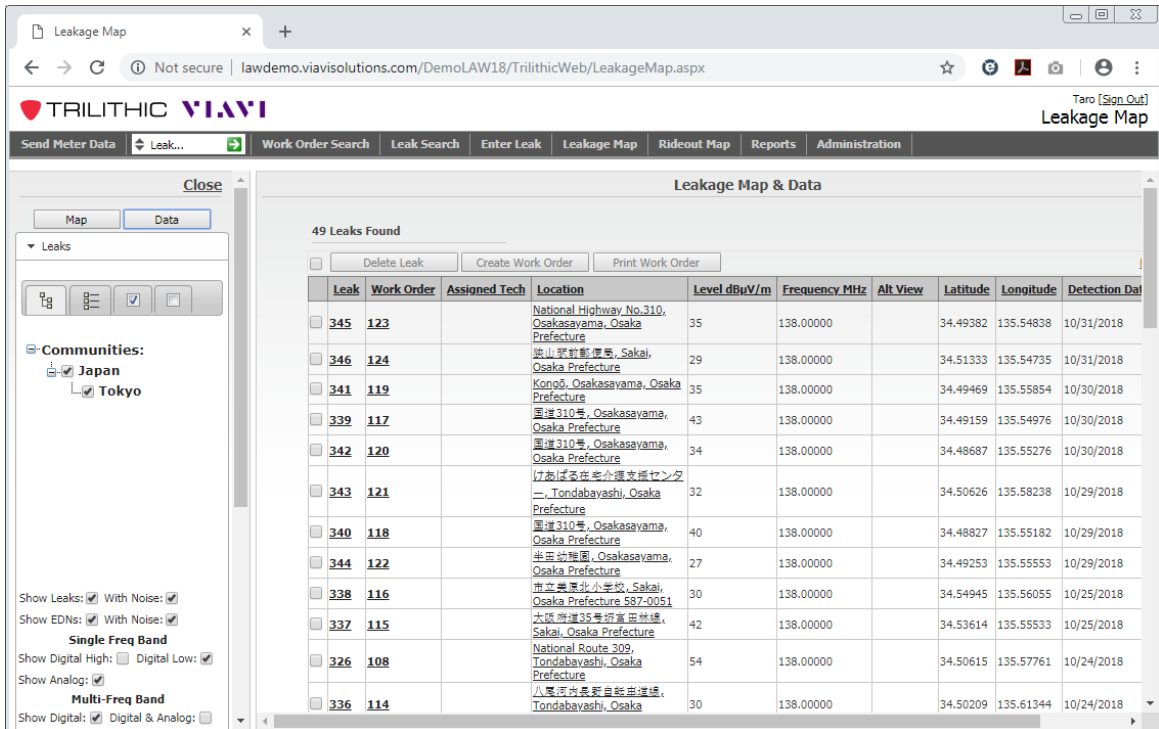 Leakage Map
Not secure | lawdemo.viavisolutions.com/DemoLAW18/TrilithicWeb/LeakageMap.aspx
TRILITHIC VIAVI
Taro [Sign Out]
Leakage Map
Send Meter Data Leak... Work Order Search Leak Search Enter Leak Leakage Map Rideout Map Reports Administration
Close
Map Data
Leaks
Communities:
Japan
Tokyo
Show Leaks: With Noise:
Show EDNs: With Noise:
Single Freq Band
Show Digital High: Digital Low:
Show Analog:
Multi-Freq Band
Show Digital: Digital & Analog:
Leakage Map & Data
49 Leaks Found
Delete Leak Create Work Order Print Work Order
Leak Work Order Assigned Tech Location Level dBµV/m Frequency MHz Alt View Latitude Longitude Detection Dat
345 123 National Highway No.310, Osakasayama, Osaka Prefecture 35 138.00000 34.49382 135.54838 10/31/2018
346 124 狭山駅前郵便局, Sakai, Osaka Prefecture 29 138.00000 34.51333 135.54735 10/31/2018
341 119 Kongō, Osakasayama, Osaka Prefecture 35 138.00000 34.49469 135.55854 10/30/2018
339 117 国道310号, Osakasayama, Osaka Prefecture 43 138.00000 34.49159 135.54976 10/30/2018
342 120 国道310号, Osakasayama, Osaka Prefecture 34 138.00000 34.48687 135.55276 10/30/2018
343 121 けあぱる在宅介護支援センター, Tondabayashi, Osaka Prefecture 32 138.00000 34.50626 135.58238 10/29/2018
340 118 国道310号, Osakasayama, Osaka Prefecture 40 138.00000 34.48827 135.55182 10/29/2018
344 122 半田幼稚園, Osakasayama, Osaka Prefecture 27 138.00000 34.49253 135.55553 10/29/2018
338 116 市立美原北小学校, Sakai, Osaka Prefecture 587-0051 30 138.00000 34.54945 135.56055 10/25/2018
337 115 大阪府道35号堺富田林線, Sakai, Osaka Prefecture 42 138.00000 34.53614 135.55533 10/25/2018
326 108 National Route 309, Tondabayashi, Osaka Prefecture 54 138.00000 34.50615 135.57761 10/24/2018
336 114 八尾河内長野自転車道線, Tondabayashi, Osaka 30 138.00000 34.50209 135.61344 10/24/2018